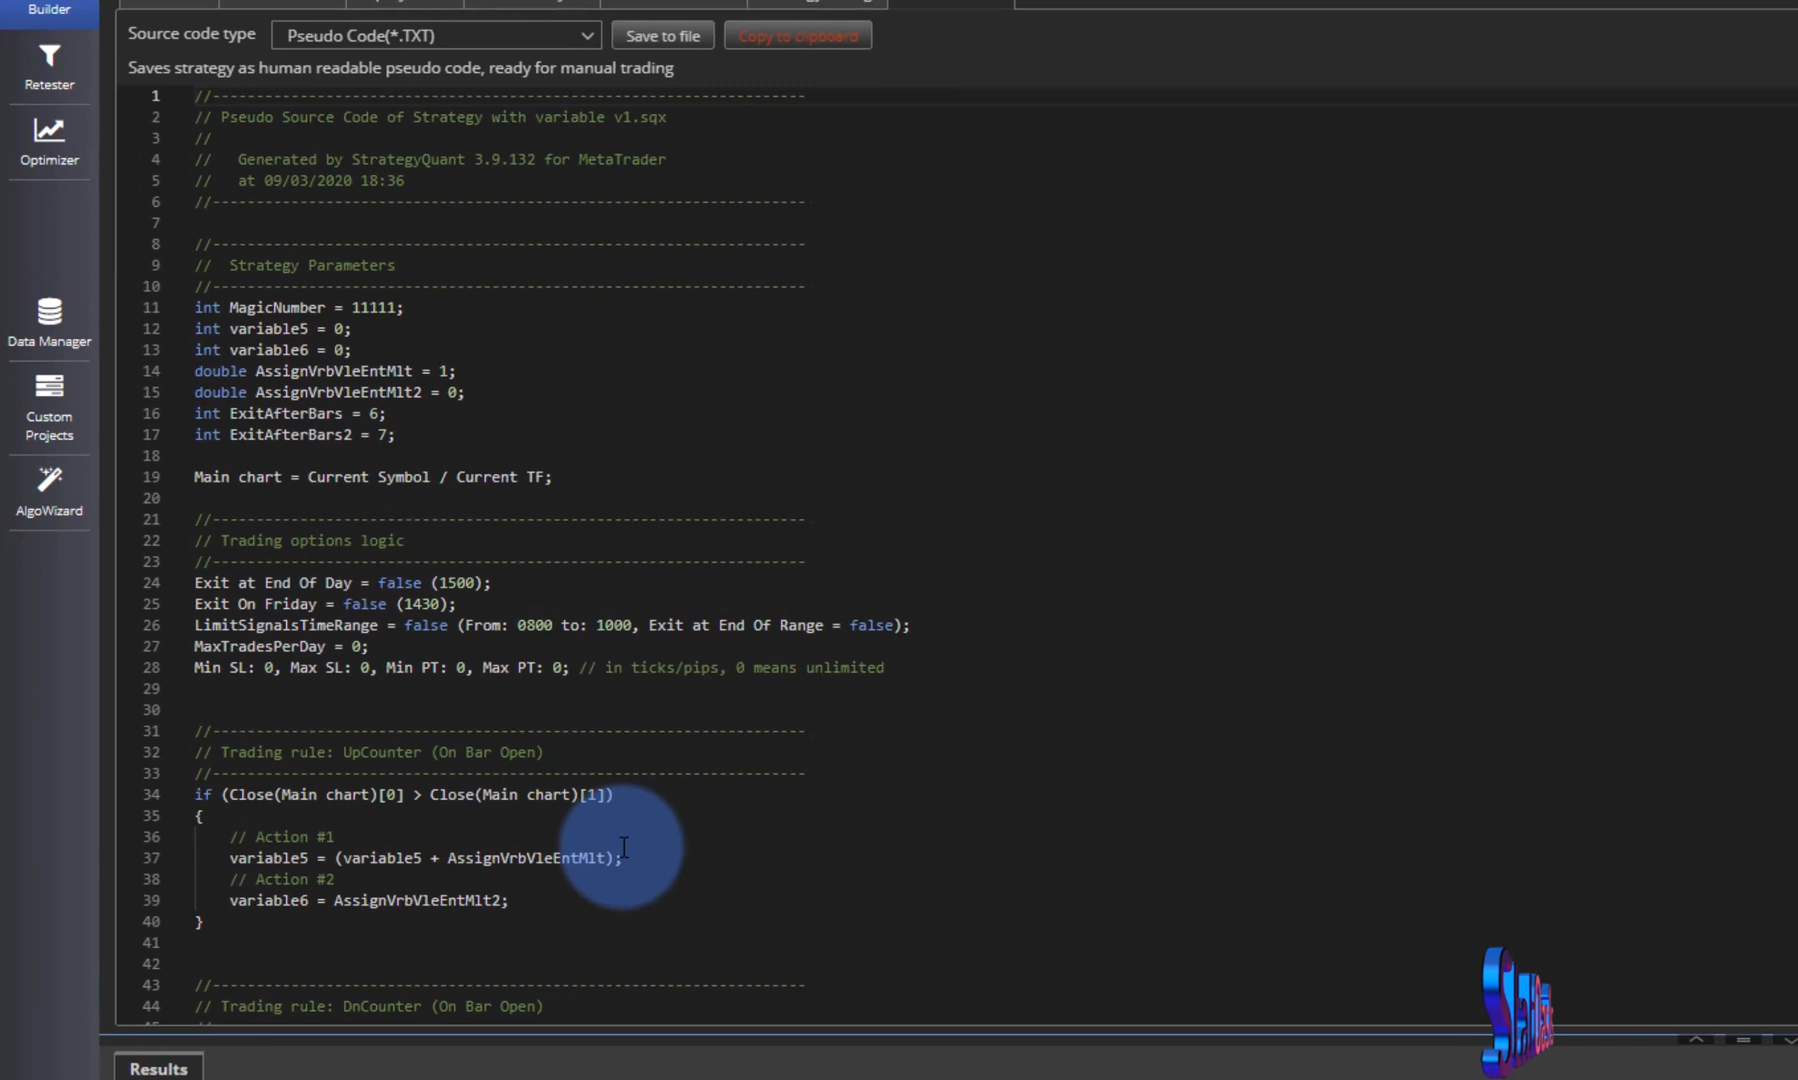 Builder
Source code type
Pseudo Code(*.TXT)
Save to file
Copy to clipboard
Saves strategy as human readable pseudo code, ready for manual trading
Retester
Optimizer
Data Manager
Custom
Projects
AlgoWizard
1 //--------------------------------------------------------------------
2 // Pseudo Source Code of Strategy with variable v1.sqx
3 //
4 //   Generated by StrategyQuant 3.9.132 for MetaTrader
5 //   at 09/03/2020 18:36
6 //--------------------------------------------------------------------
7
8 //--------------------------------------------------------------------
9 //  Strategy Parameters
10 //--------------------------------------------------------------------
11 int MagicNumber = 11111;
12 int variable5 = 0;
13 int variable6 = 0;
14 double AssignVrbVleEntMlt = 1;
15 double AssignVrbVleEntMlt2 = 0;
16 int ExitAfterBars = 6;
17 int ExitAfterBars2 = 7;
18
19 Main chart = Current Symbol / Current TF;
20
21 //--------------------------------------------------------------------
22 // Trading options logic
23 //--------------------------------------------------------------------
24 Exit at End Of Day = false (1500);
25 Exit On Friday = false (1430);
26 LimitSignalsTimeRange = false (From: 0800 to: 1000, Exit at End Of Range = false);
27 MaxTradesPerDay = 0;
28 Min SL: 0, Max SL: 0, Min PT: 0, Max PT: 0; // in ticks/pips, 0 means unlimited
29
30
31 //--------------------------------------------------------------------
32 // Trading rule: UpCounter (On Bar Open)
33 //--------------------------------------------------------------------
34 if (Close(Main chart)[0] > Close(Main chart)[1])
35 {
36     // Action #1
37     variable5 = (variable5 + AssignVrbVleEntMlt);
38     // Action #2
39     variable6 = AssignVrbVleEntMlt2;
40 }
41
42
43 //--------------------------------------------------------------------
44 // Trading rule: DnCounter (On Bar Open)
Results